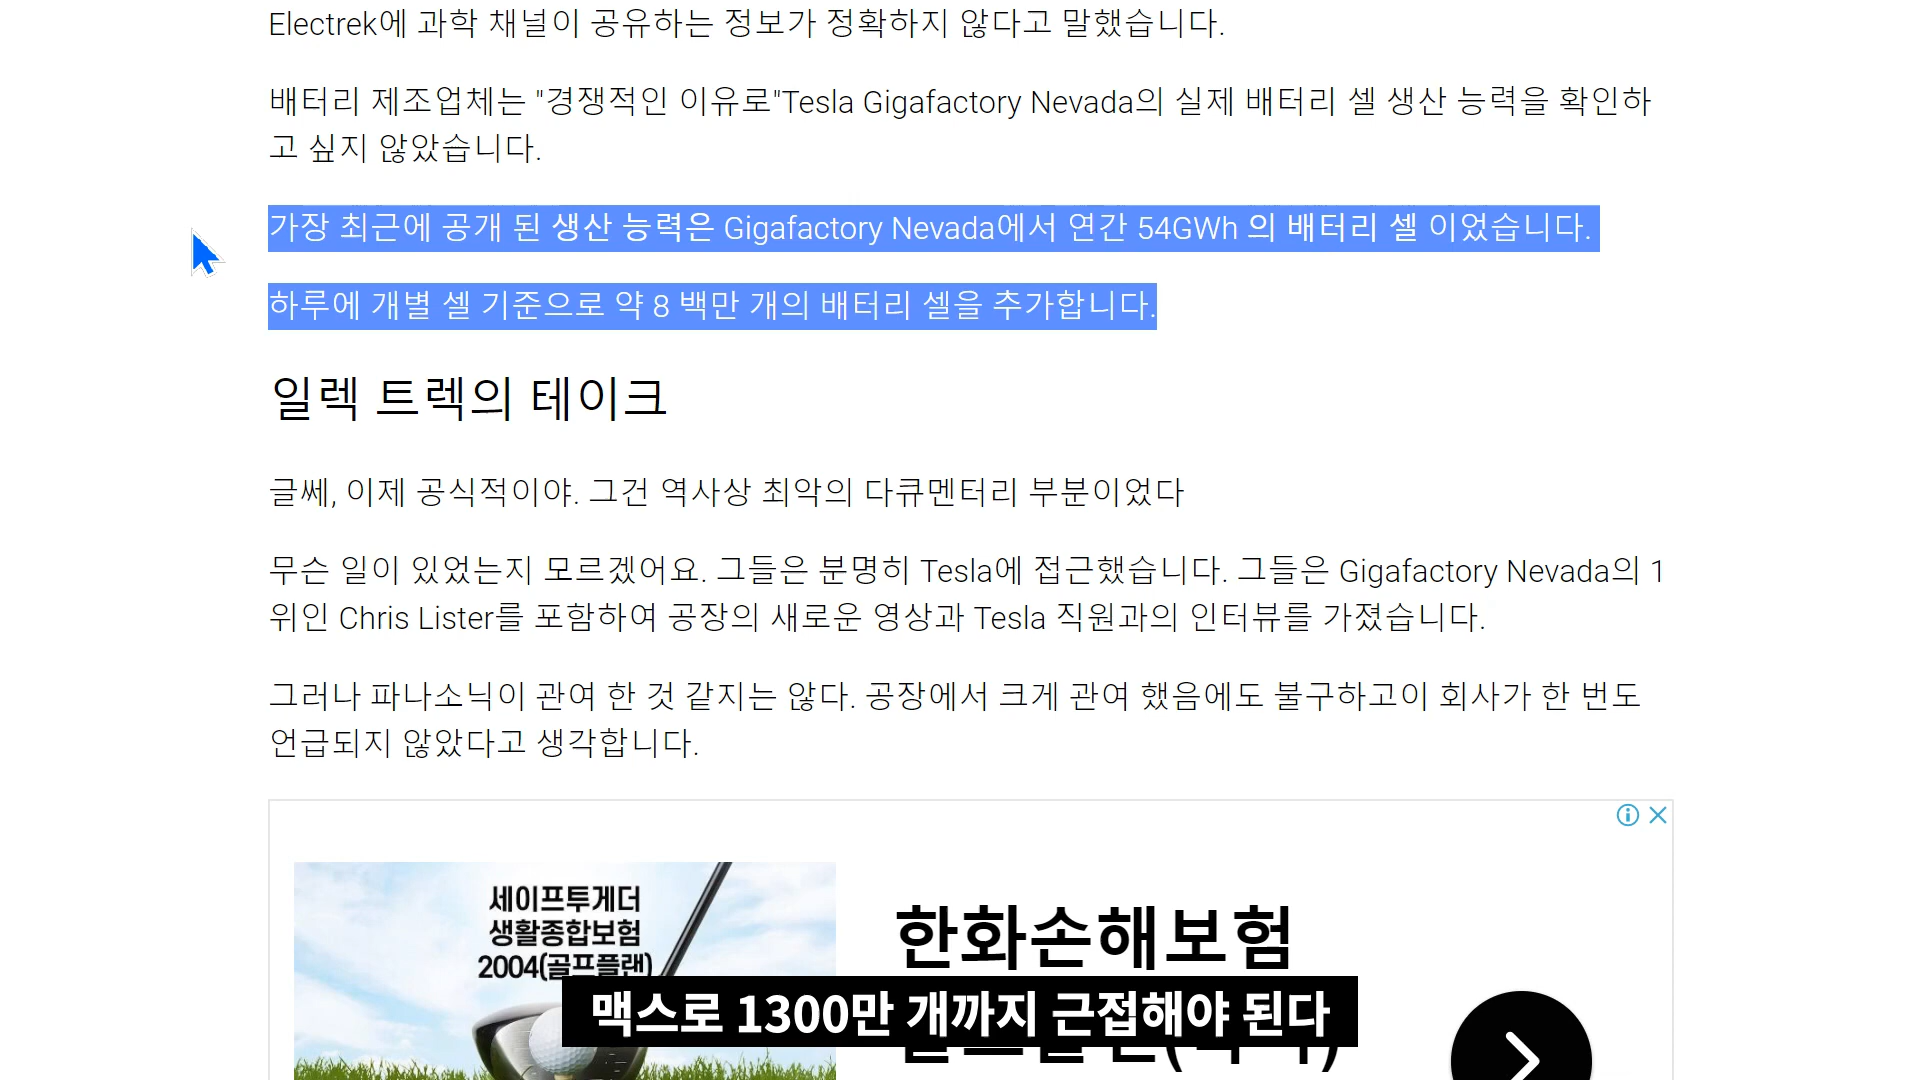 Electrek에 과학 채널이 공유하는 정보가 정확하지 않다고 말했습니다.
배터리 제조업체는 "경쟁적인 이유로"Tesla Gigafactory Nevada의 실제 배터리 셀 생산 능력을 확인하
고 싶지 않았습니다.
가장 최근에 공개 된 생산 능력은 Gigafactory Nevada에서 연간 54GWh 의 배터리 셀 이었습니다.
하루에 개별 셀 기준으로 약 8 백만 개의 배터리 셀을 추가합니다.
일렉 트렉의 테이크
글쎄, 이제 공식적이야. 그건 역사상 최악의 다큐멘터리 부분이었다
무슨 일이 있었는지 모르겠어요. 그들은 분명히 Tesla에 접근했습니다. 그들은 Gigafactory Nevada의 1
위인 Chris Lister를 포함하여 공장의 새로운 영상과 Tesla 직원과의 인터뷰를 가졌습니다.
그러나 파나소닉이 관여 한 것 같지는 않다. 공장에서 크게 관여 했음에도 불구하고이 회사가 한 번도
언급되지 않았다고 생각합니다.
세이프투게더
생활종합보험
2004(골프플랜)
한화손해보험
맥스로 1300만 개까지 근접해야 된다